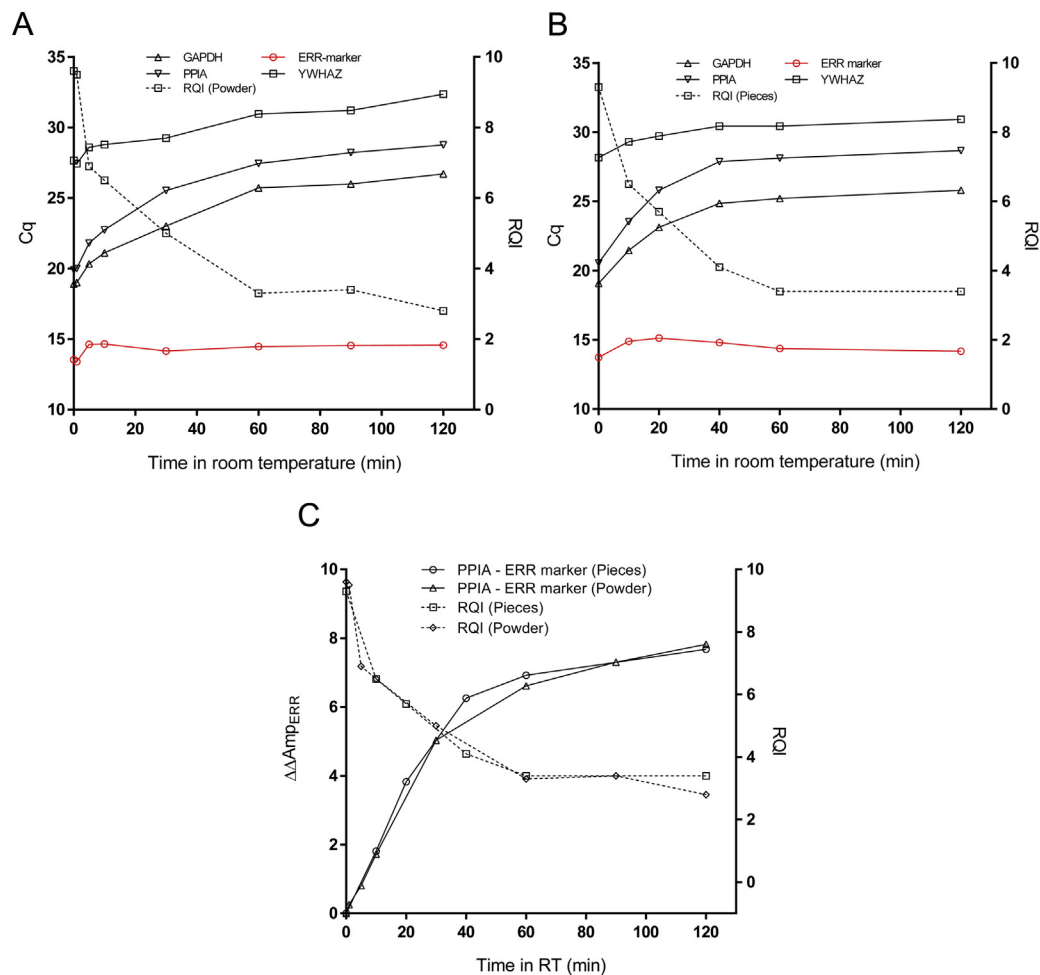 A
GAPDH ERR-marker
PPIA YWHAZ
RQI (Powder)
35
30
25
20
15
10
Cq
10
8
6
4
2
0
RQI
0 20 40 60 80 100 120
Time in room temperature (min)
B
GAPDH ERR marker
PPIA YWHAZ
RQI (Pieces)
35
30
25
20
15
10
Cq
10
8
6
4
2
0
RQI
0 20 40 60 80 100 120
Time in room temperature (min)
C
PPIA - ERR marker (Pieces)
PPIA - ERR marker (Powder)
RQI (Pieces)
RQI (Powder)
10
8
6
4
2
0
ΔΔAmpERR
10
8
6
4
2
0
RQI
0 20 40 60 80 100 120
Time in RT (min)